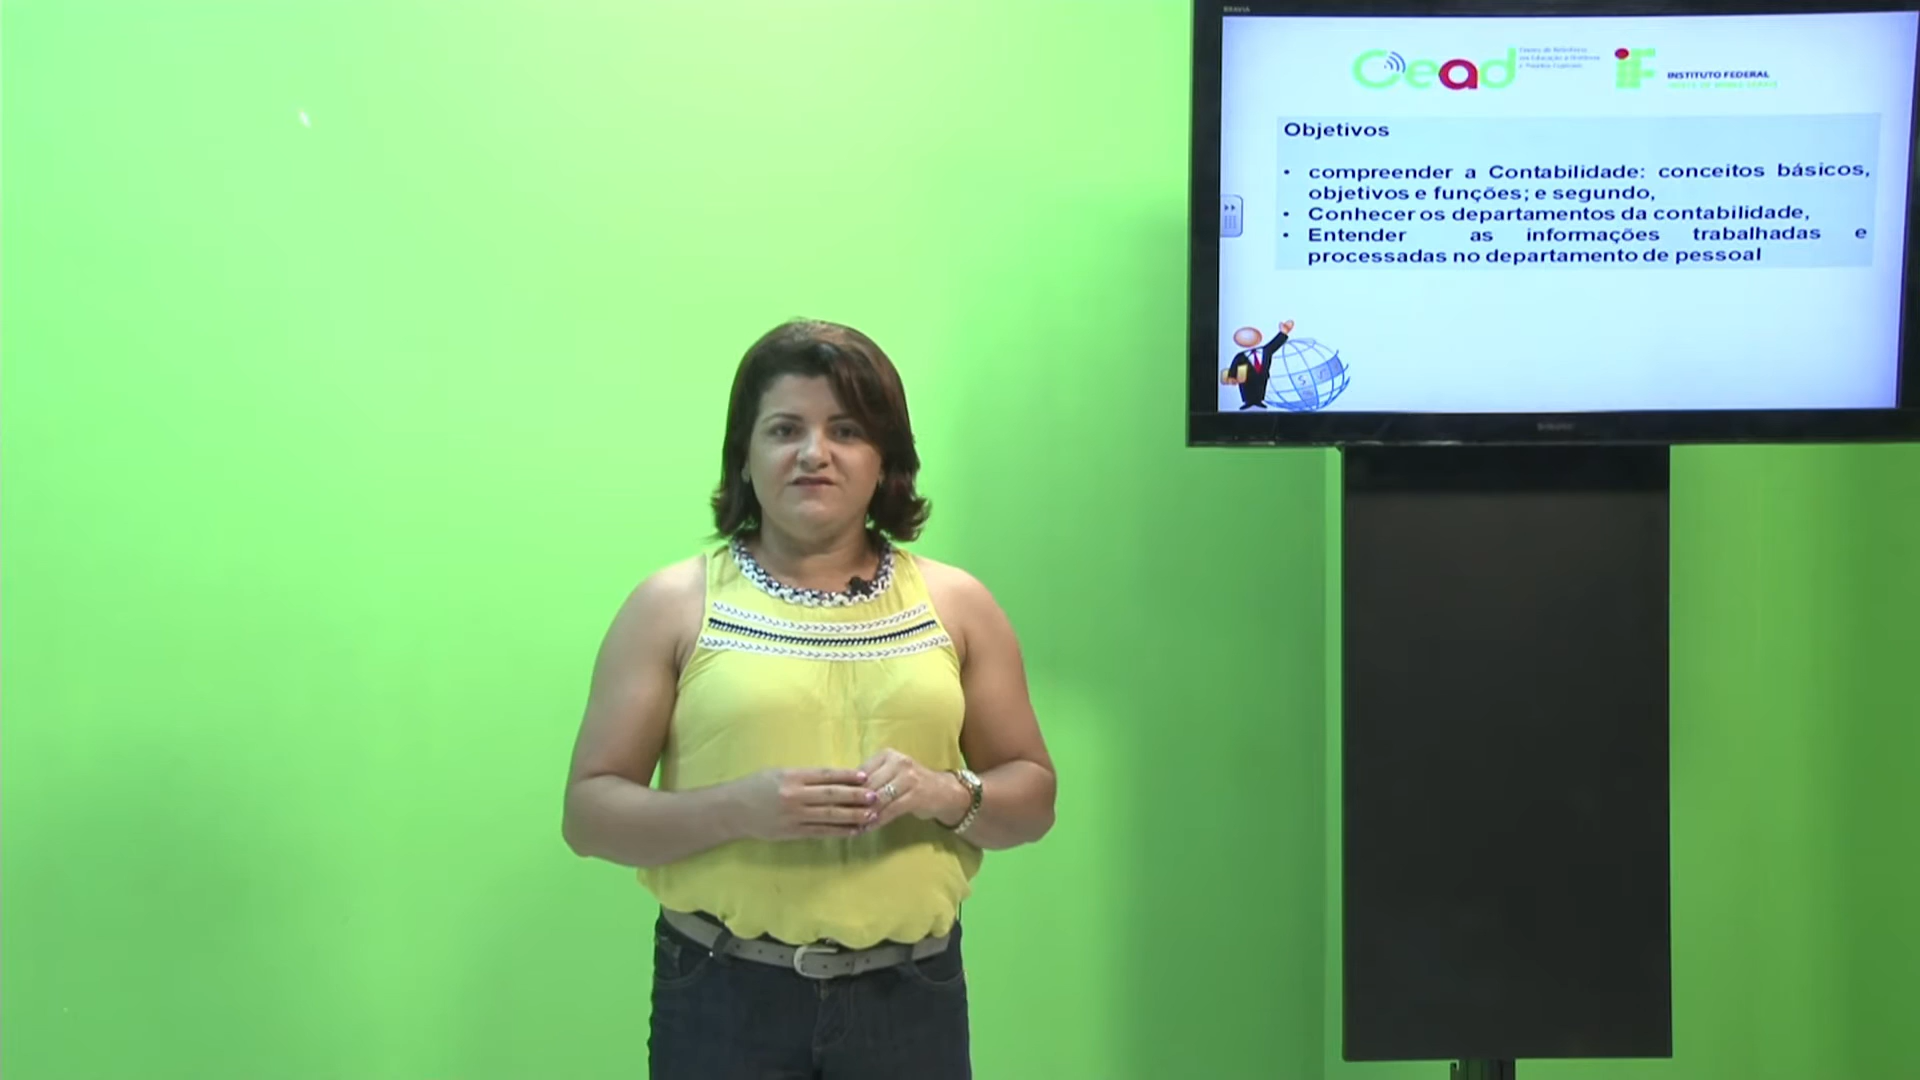 BRAVIA
Cead
INSTITUTO FEDERAL
Objetivos
• compreender a Contabilidade: conceitos básicos,
objetivos e funções; e segundo,
• Conhecer os departamentos da contabilidade,
• Entender as informações trabalhadas e
processadas no departamento de pessoal